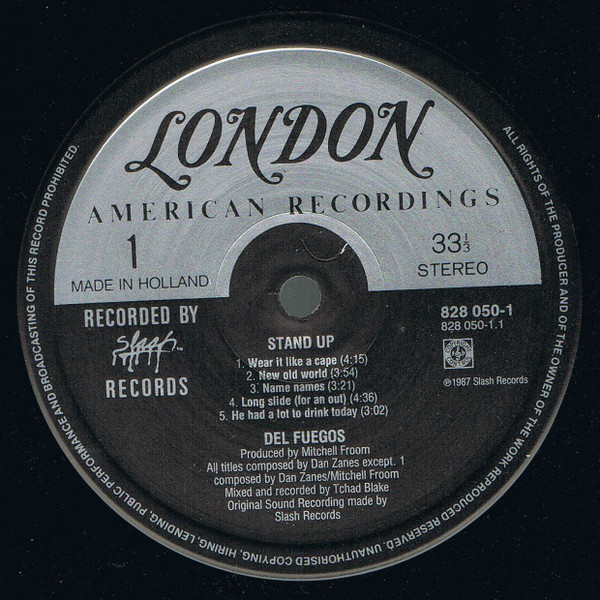 LONDON
AMERICAN RECORDINGS
1
33 1/3
MADE IN HOLLAND
STEREO
RECORDED BY
slash
RECORDS
828 050-1
828 050-1.1
℗1987 Slash Records
STAND UP
1. Wear it like a cape (4:15)
2. New old world (3:54)
3. Name names (3:21)
4. Long slide (for an out) (4:36)
5. He had a lot to drink today (3:02)
DEL FUEGOS
Produced by Mitchell Froom
All titles composed by Dan Zanes except. 1
composed by Dan Zanes/Mitchell Froom
Mixed and recorded by Tchad Blake
Original Sound Recording made by
Slash Records
ALL RIGHTS OF THE PRODUCER AND OF THE OWNER OF THE WORK REPRODUCED RESERVED. UNAUTHORISED COPYING, HIRING, LENDING, PUBLIC PERFORMANCE AND BROADCASTING OF THIS RECORD PROHIBITED.